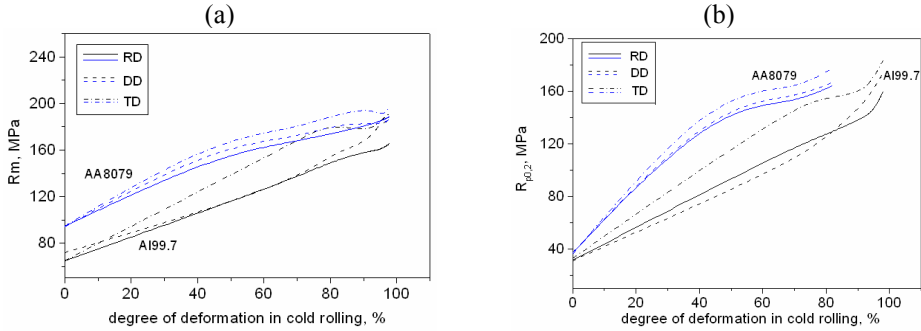 (a)
240
200
160
120
80
Rm, MPa
RD
DD
TD
AA8079
Al99.7
0 20 40 60 80 100
degree of deformation in cold rolling, %
(b)
200
160
120
80
40
Rp0,2, MPa
RD
DD
TD
AA8079
Al99.7
0 20 40 60 80 100
degree of deformation in cold rolling, %